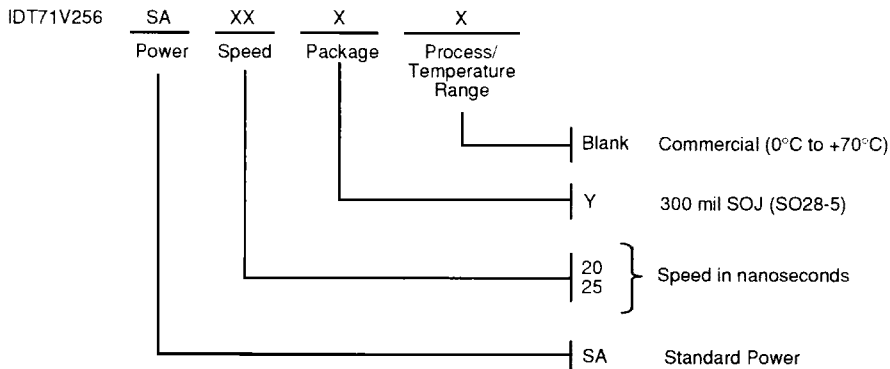 IDT71V256 SA XX X X
Power Speed Package Process/
Temperature
Range
Blank Commercial (0°C to +70°C)
Y 300 mil SOJ (SO28-5)
20
25
Speed in nanoseconds
SA Standard Power